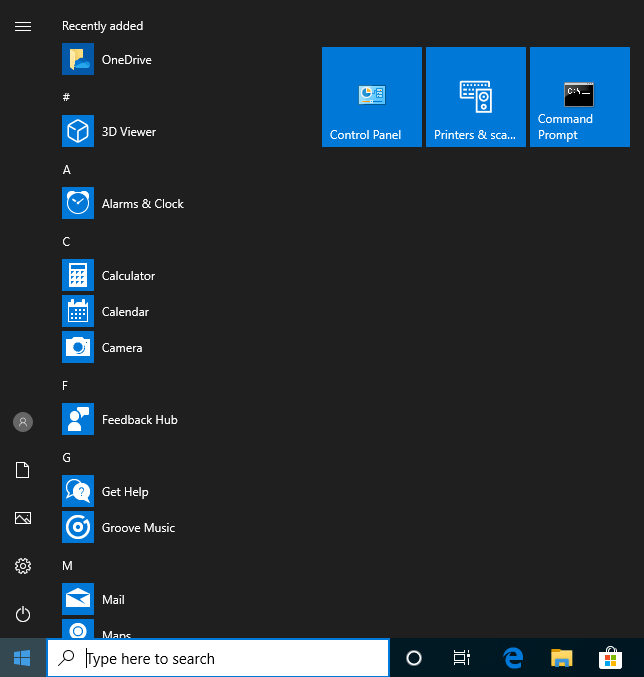 Recently added
OneDrive
#
3D Viewer
A
Alarms & Clock
C
Calculator
Calendar
Camera
F
Feedback Hub
G
Get Help
Groove Music
M
Mail
Maps
Control Panel
Printers & sca...
C:\
Command
Prompt
Type here to search